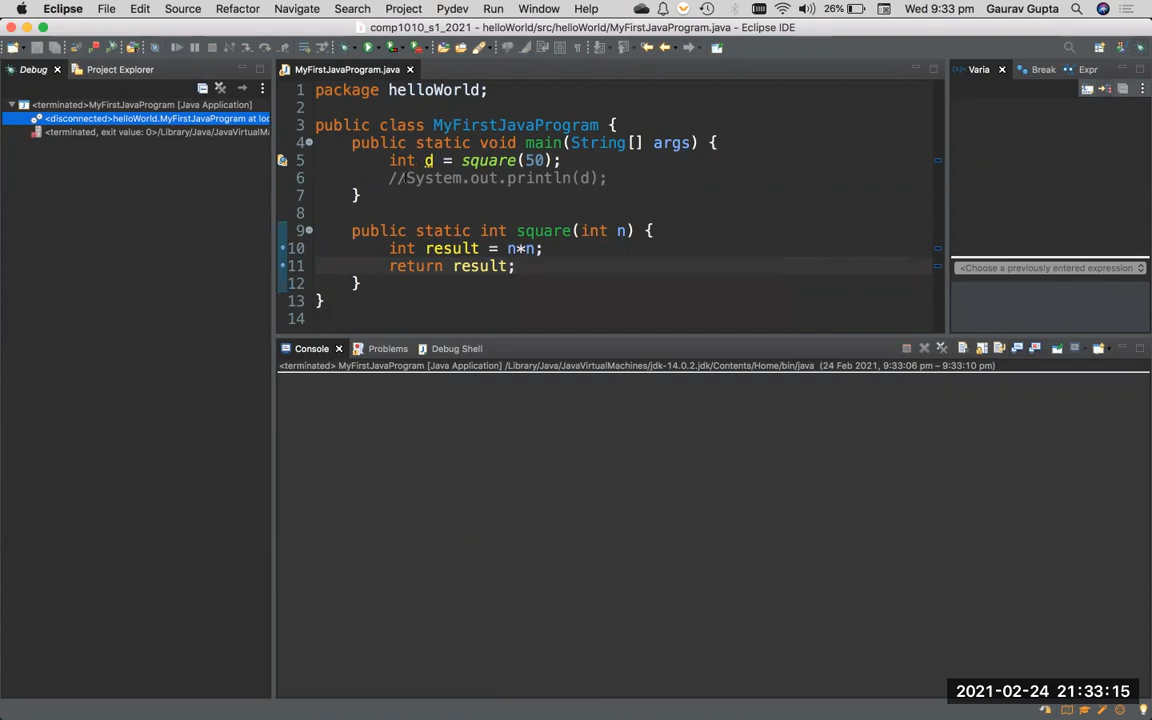 Eclipse File Edit Source Refactor Navigate Search Project Pydev Run Window Help 26% Wed 9:33 pm Gaurav Gupta
comp1010_s1_2021 - helloWorld/src/helloWorld/MyFirstJavaProgram.java - Eclipse IDE
Debug Project Explorer
<terminated>MyFirstJavaProgram [Java Application]
<disconnected>helloWorld.MyFirstJavaProgram at loc
<terminated, exit value: 0>/Library/Java/JavaVirtualMa
MyFirstJavaProgram.java
1 package helloWorld;
2
3 public class MyFirstJavaProgram {
4 public static void main(String[] args) {
5 int d = square(50);
6 //System.out.println(d);
7 }
8
9 public static int square(int n) {
10 int result = n*n;
11 return result;
12 }
13 }
14
Varia Break Expr
<Choose a previously entered expression>
Console Problems Debug Shell
<terminated> MyFirstJavaProgram [Java Application] /Library/Java/JavaVirtualMachines/jdk-14.0.2.jdk/Contents/Home/bin/java (24 Feb 2021, 9:33:06 pm – 9:33:10 pm)
2021-02-24 21:33:15